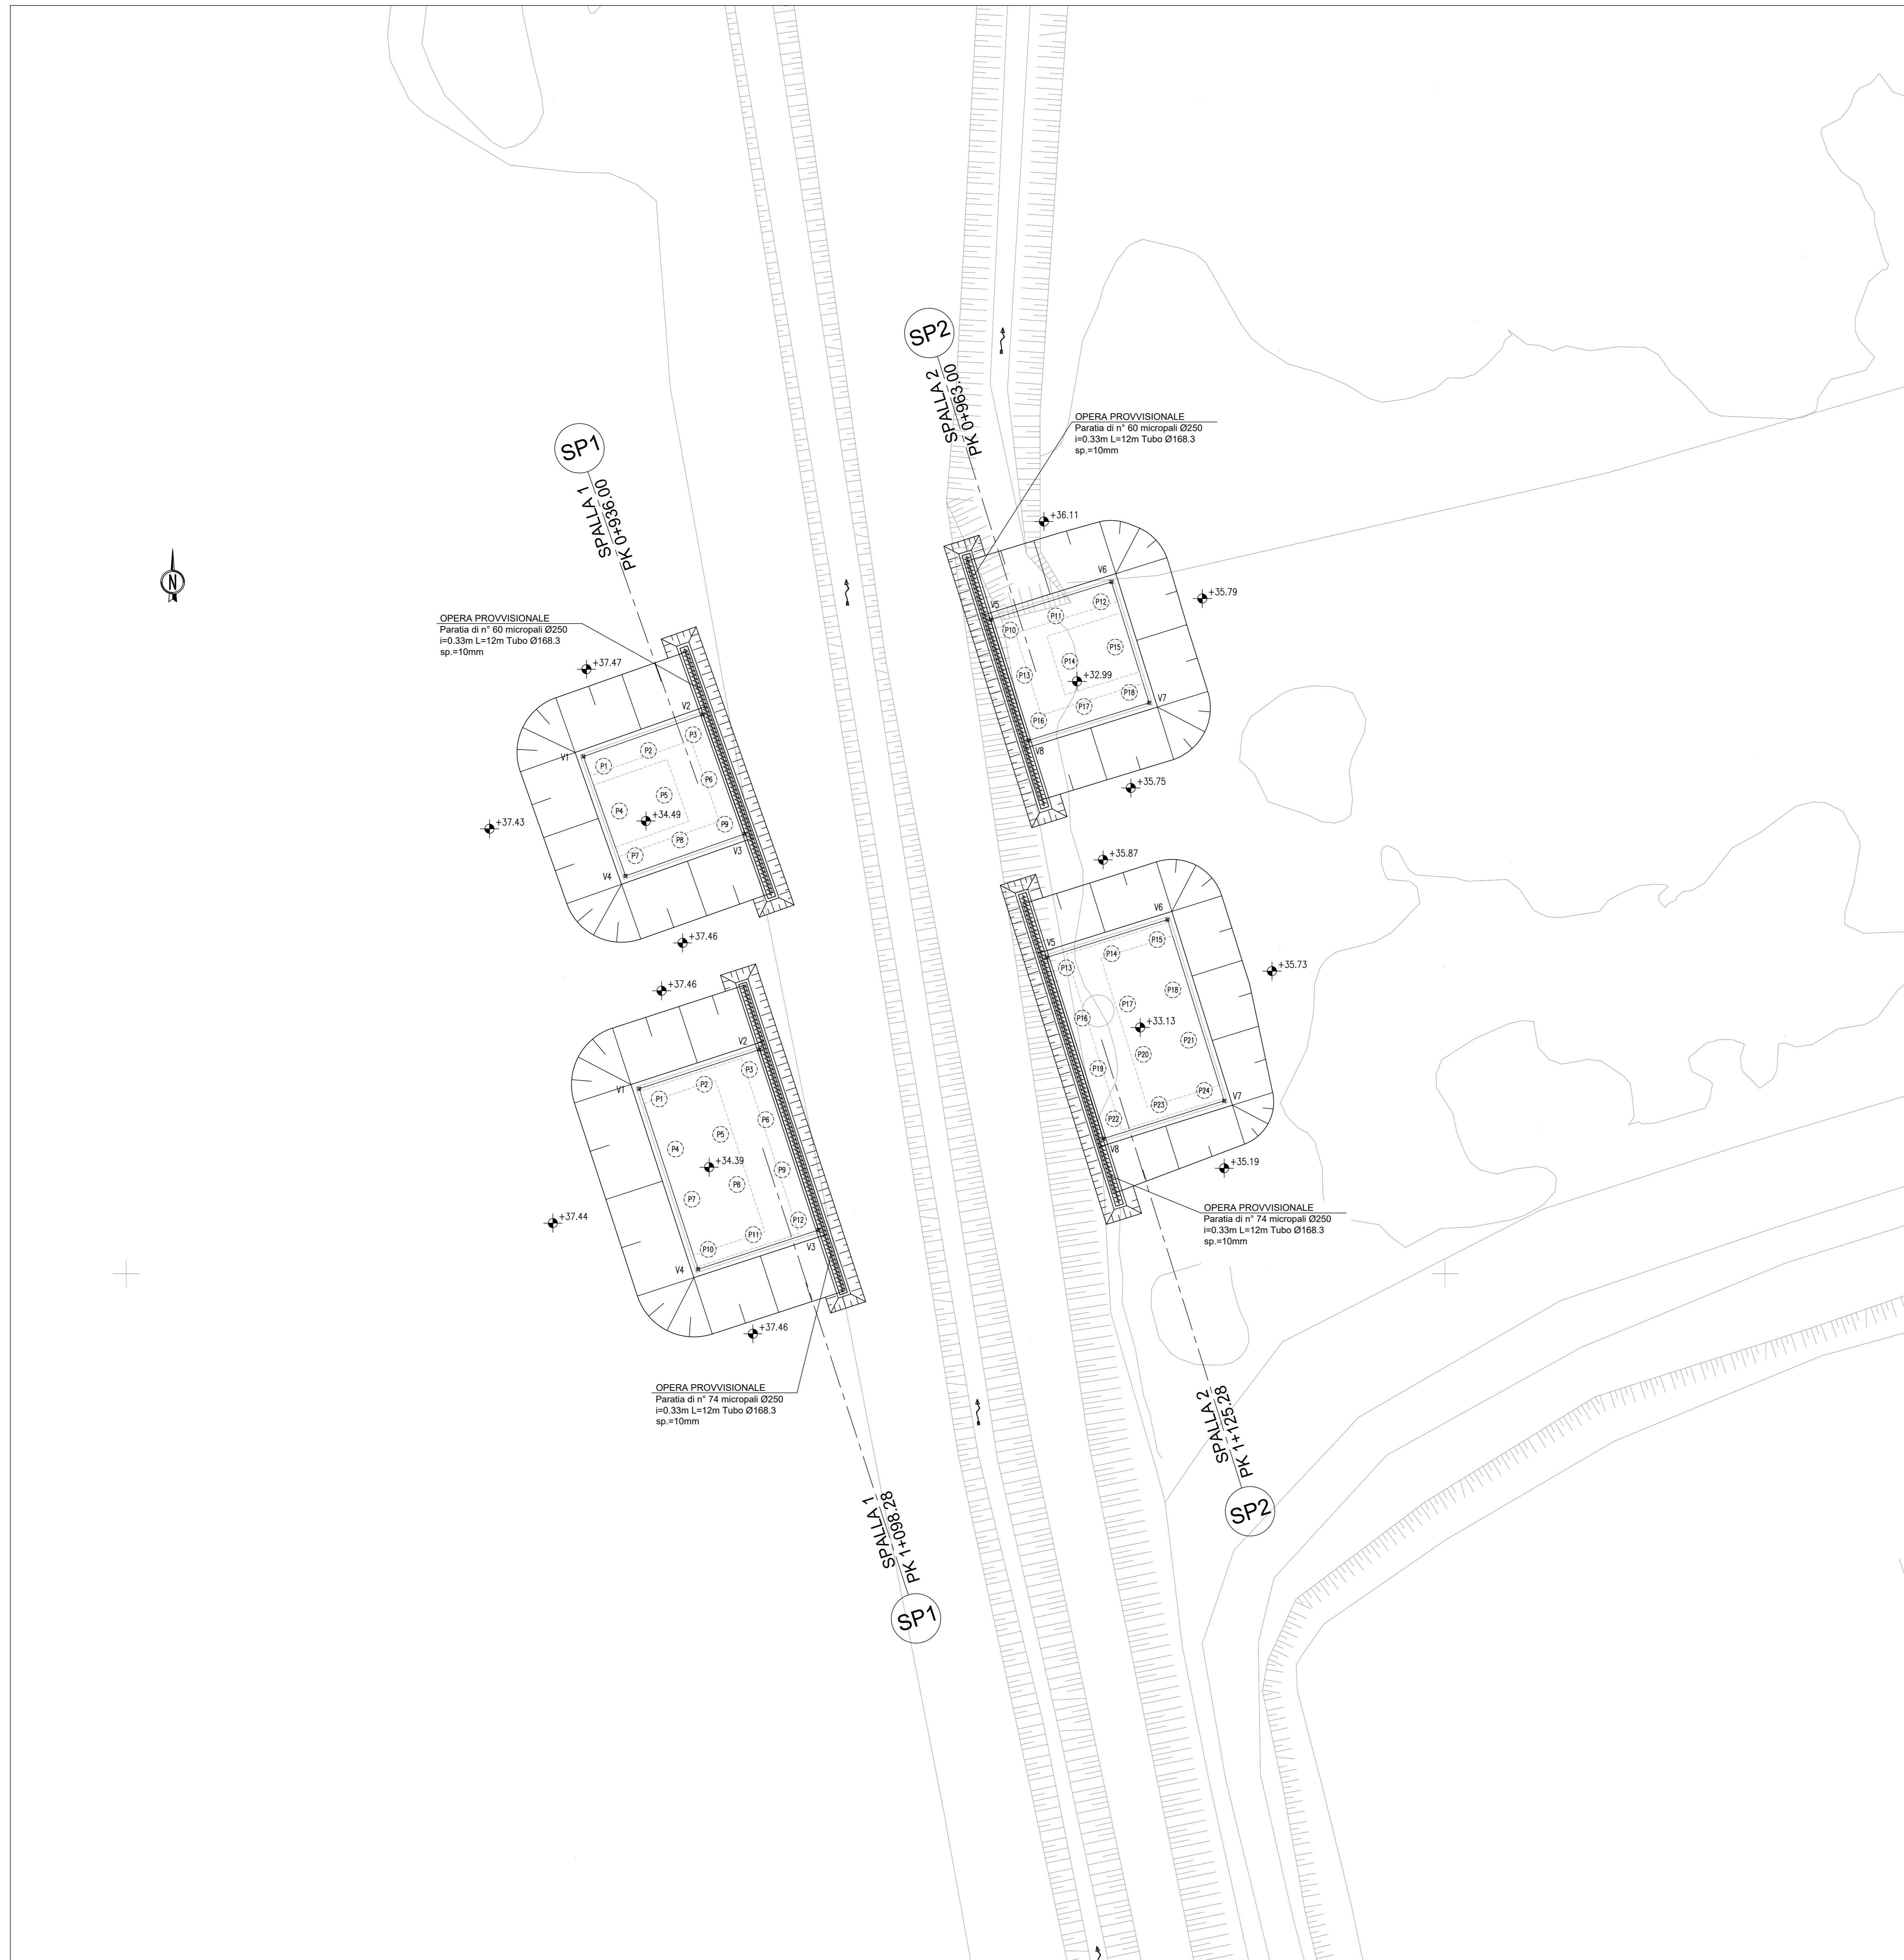 SP2
SPALLA 2
PK 0+963.00
OPERA PROVVISIONALE
Paratia di n° 60 micropali Ø250
i=0.33m L=12m Tubo Ø168.3
sp.=10mm
SP1
SPALLA 1
PK 0+936.00
N
OPERA PROVVISIONALE
Paratia di n° 60 micropali Ø250
i=0.33m L=12m Tubo Ø168.3
sp.=10mm
+37.47
V2
V1
P3
P2
P1
P6
P5
P4
+34.49
P9
P8
P7
V3
V4
+37.43
+37.46
+36.11
V6
+35.79
V5
P12
P11
P10
P15
P14
P13
+32.99
P18
P17
P16
V7
V8
+35.75
+37.46
V2
V1
P3
P2
P1
P6
P5
P4
+34.39
P9
P8
P7
P12
P11
P10
V3
V4
+37.44
+37.46
+35.87
V6
V5
P15
P14
P13
+35.73
P18
P17
P16
+33.13
P21
P20
P19
P24
P23
P22
V7
V8
+35.19
OPERA PROVVISIONALE
Paratia di n° 74 micropali Ø250
i=0.33m L=12m Tubo Ø168.3
sp.=10mm
OPERA PROVVISIONALE
Paratia di n° 74 micropali Ø250
i=0.33m L=12m Tubo Ø168.3
sp.=10mm
SPALLA 2
PK 1+125.28
SP2
SPALLA 1
PK 1+098.28
SP1